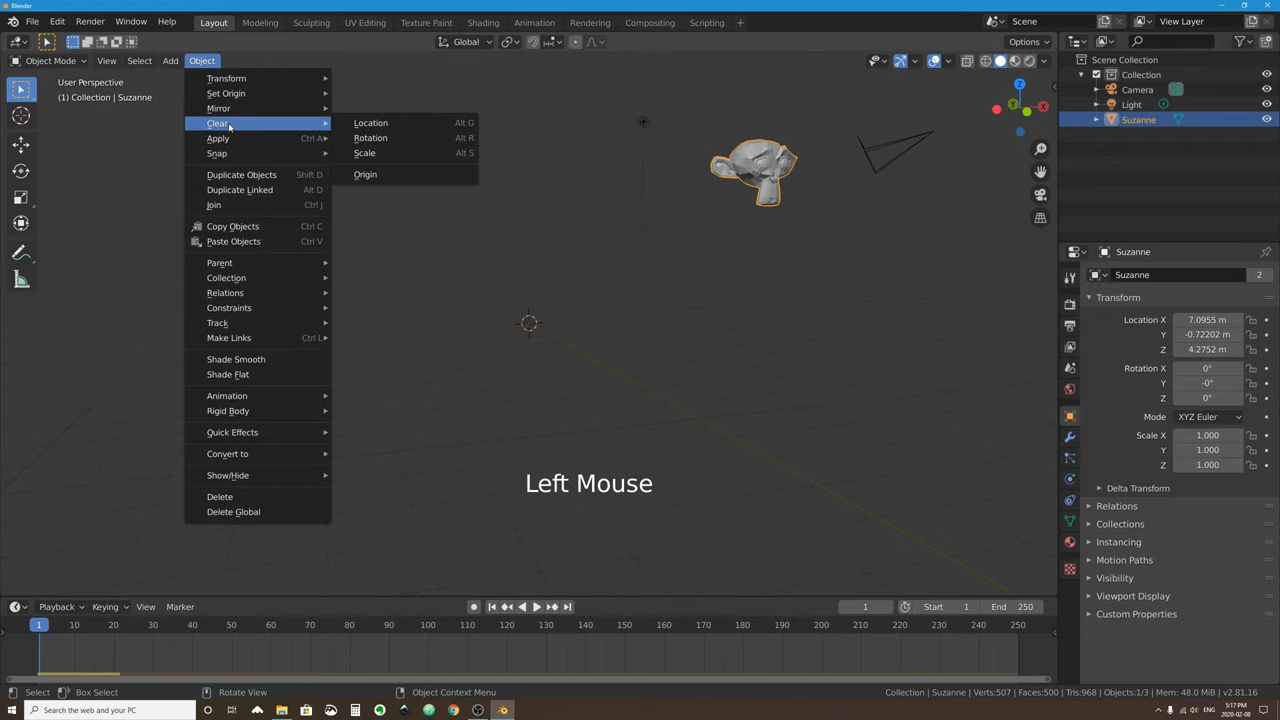 Blender
File Edit Render Window Help Layout Modeling Sculpting UV Editing Texture Paint Shading Animation Rendering Compositing Scripting + Scene View Layer
Global Options
Object Mode View Select Add Object
User Perspective
(1) Collection | Suzanne
Transform
Set Origin
Mirror
Clear
Apply Ctrl A
Snap
Duplicate Objects Shift D
Duplicate Linked Alt D
Join Ctrl J
Copy Objects Ctrl C
Paste Objects Ctrl V
Parent
Collection
Relations
Constraints
Track
Make Links Ctrl L
Shade Smooth
Shade Flat
Animation
Rigid Body
Quick Effects
Convert to
Show/Hide
Delete
Delete Global
Location Alt G
Rotation Alt R
Scale Alt S
Origin
Z
Y
X
Left Mouse
Scene Collection
Collection
Camera
Light
Suzanne
Suzanne
Suzanne 2
Transform
Location X 7.0955 m
Y -0.72202 m
Z 4.2752 m
Rotation X 0°
Y -0°
Z 0°
Mode XYZ Euler
Scale X 1.000
Y 1.000
Z 1.000
Delta Transform
Relations
Collections
Instancing
Motion Paths
Visibility
Viewport Display
Custom Properties
Playback Keying View Marker 1 Start 1 End 250
1 10 20 30 40 50 60 70 80 90 100 110 120 130 140 150 160 170 180 190 200 210 220 230 240 250
Select Box Select Rotate View Object Context Menu Collection | Suzanne | Verts:507 | Faces:500 | Tris:968 | Objects:1/3 | Mem: 48.0 MiB | v2.81.16
Search the web and your PC ENG 5:17 PM
2020-02-08